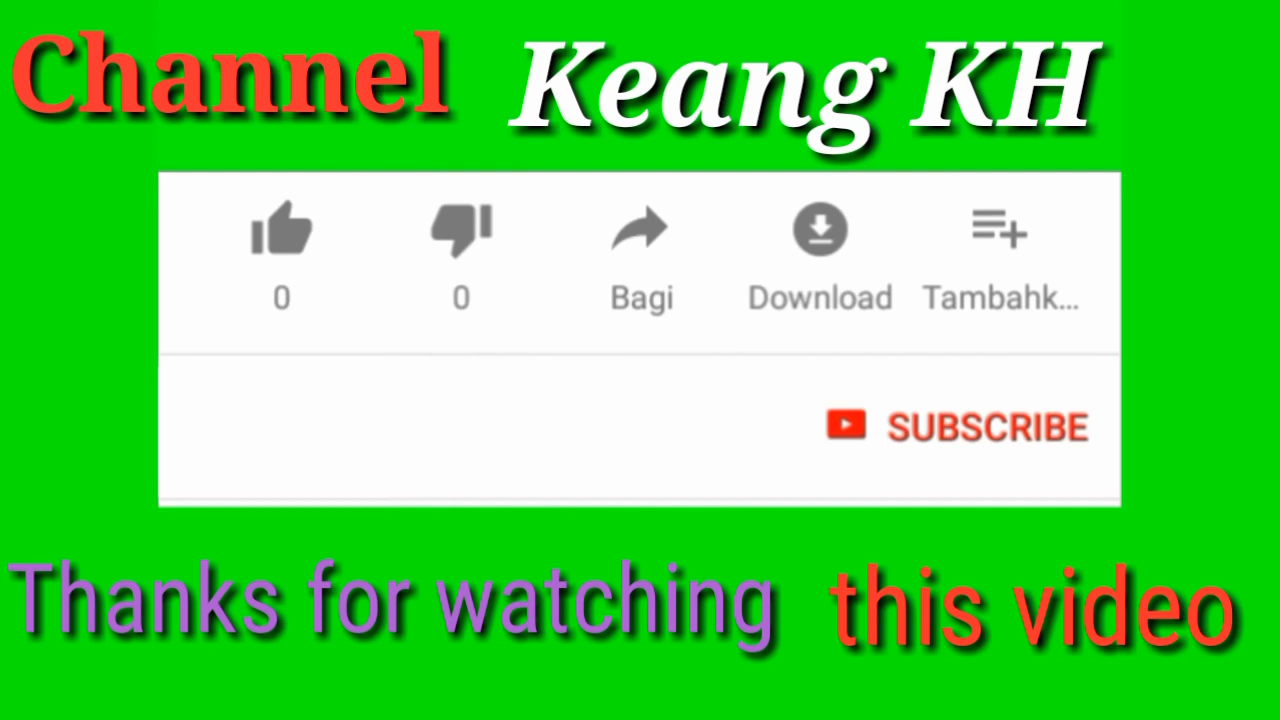 Channel Keang KH
0 0 Bagi Download Tambahk...
SUBSCRIBE
Thanks for watching this video